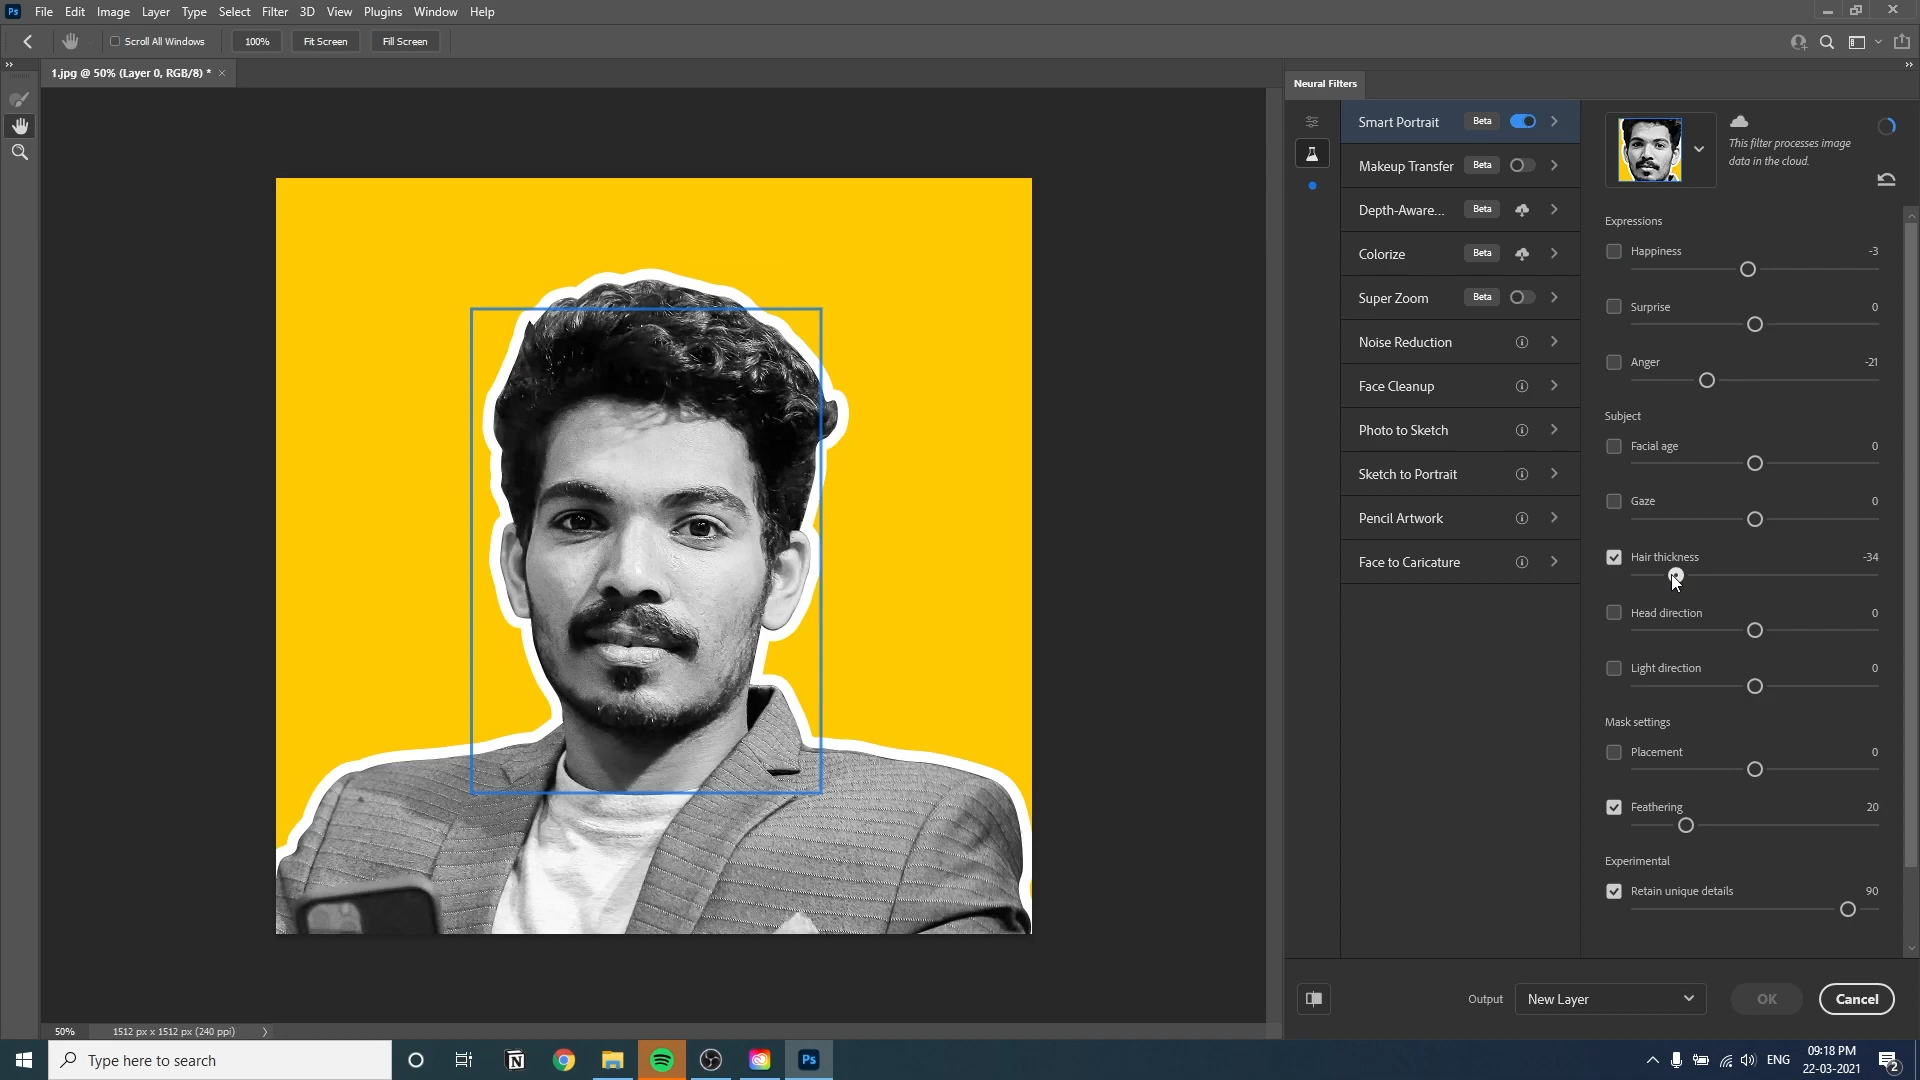 Ps File Edit Image Layer Type Select Filter 3D View Plugins Window Help
Scroll All Windows 100% Fit Screen Fill Screen
1.jpg @ 50% (Layer 0, RGB/8) * ×
Neural Filters
Smart Portrait Beta
Makeup Transfer Beta
Depth-Aware... Beta
Colorize Beta
Super Zoom Beta
Noise Reduction
Face Cleanup
Photo to Sketch
Sketch to Portrait
Pencil Artwork
Face to Caricature
This filter processes image
data in the cloud.
Expressions
Happiness -3
Surprise 0
Anger -21
Subject
Facial age 0
Gaze 0
Hair thickness -34
Head direction 0
Light direction 0
Mask settings
Placement 0
Feathering 20
Experimental
Retain unique details 90
Output New Layer OK Cancel
50% 1512 px x 1512 px (240 ppi)
Type here to search
Ps
ENG
09:18 PM
22-03-2021
2